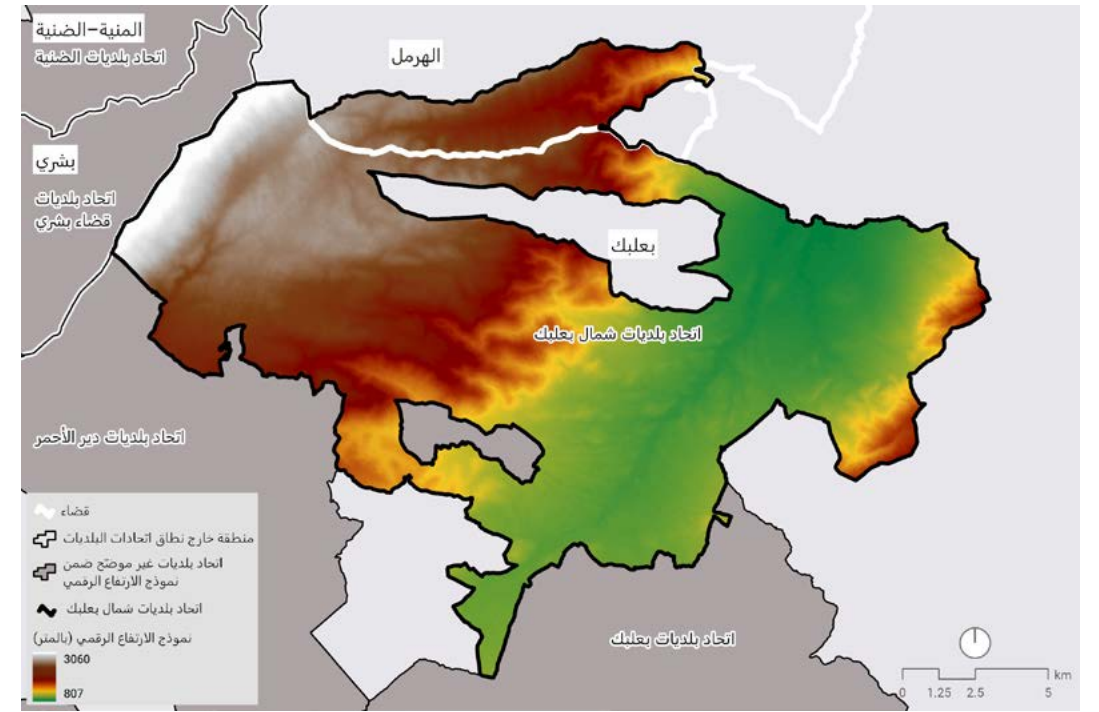 المنية-الضنية
اتحاد بلديات الضنية
الهرمل
بشري
اتحاد بلديات
قضاء بشري
بعلبك
اتحاد بلديات شمال بعلبك
اتحاد بلديات دير الأحمر
اتحاد بلديات بعلبك
قضاء
منطقة خارج نطاق اتحادات البلديات
اتحاد بلديات غير موضّح ضمن
نموذج الارتفاع الرقمي
اتحاد بلديات شمال بعلبك
نموذج الارتفاع الرقمي (بالمتر)
3060
807
km
0 1.25 2.5 5